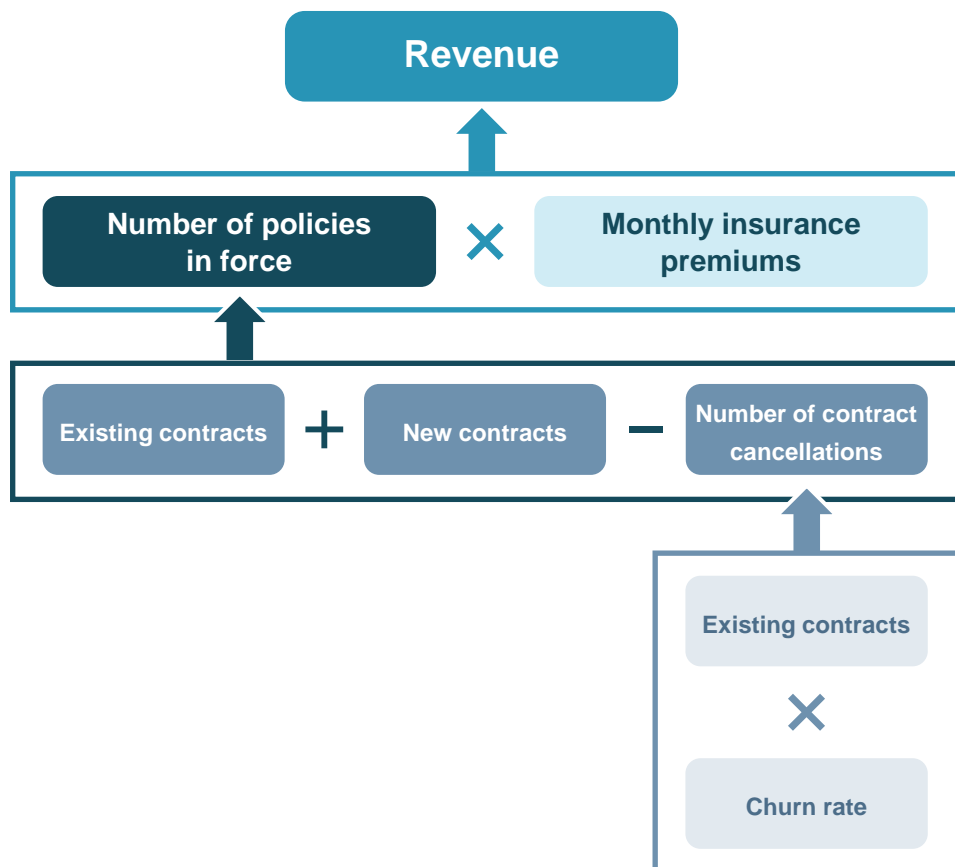 Revenue
Number of policies
in force
×
Monthly insurance
premiums
Existing contracts
+
New contracts
−
Number of contract
cancellations
Existing contracts
×
Churn rate